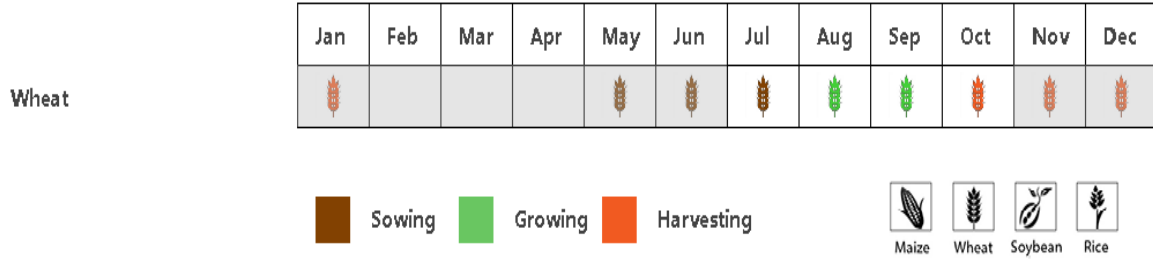 Jan Feb Mar Apr May Jun Jul Aug Sep Oct Nov Dec
Wheat
Sowing Growing Harvesting
Maize Wheat Soybean Rice